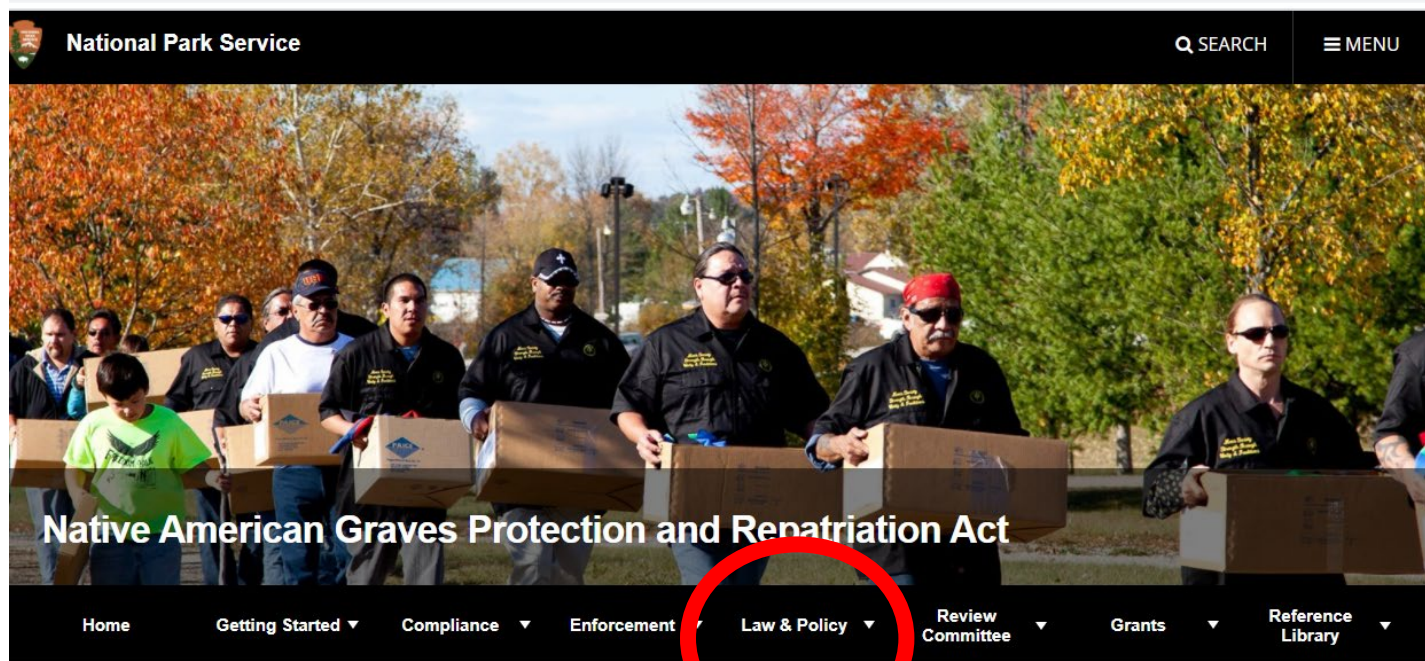 National Park Service
SEARCH
MENU
PAIGE
Native American Graves Protection and Repatriation Act
Home
Getting Started
Compliance
Enforcement
Law & Policy
Review
Committee
Grants
Reference
Library